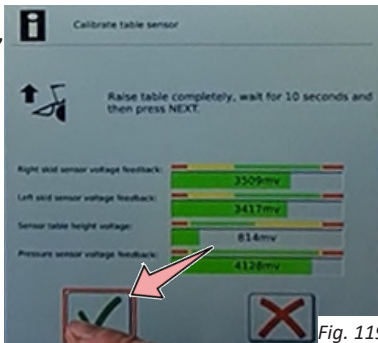 Calibrate table sensor
Raise table completely, wait for 10 seconds and
then press NEXT.
Right skid sensor voltage feedback:
3509mv
Left skid sensor voltage feedback:
3417mv
Sensor table height voltage:
814mv
Pressure sensor voltage feedback:
4128mv
Fig. 119